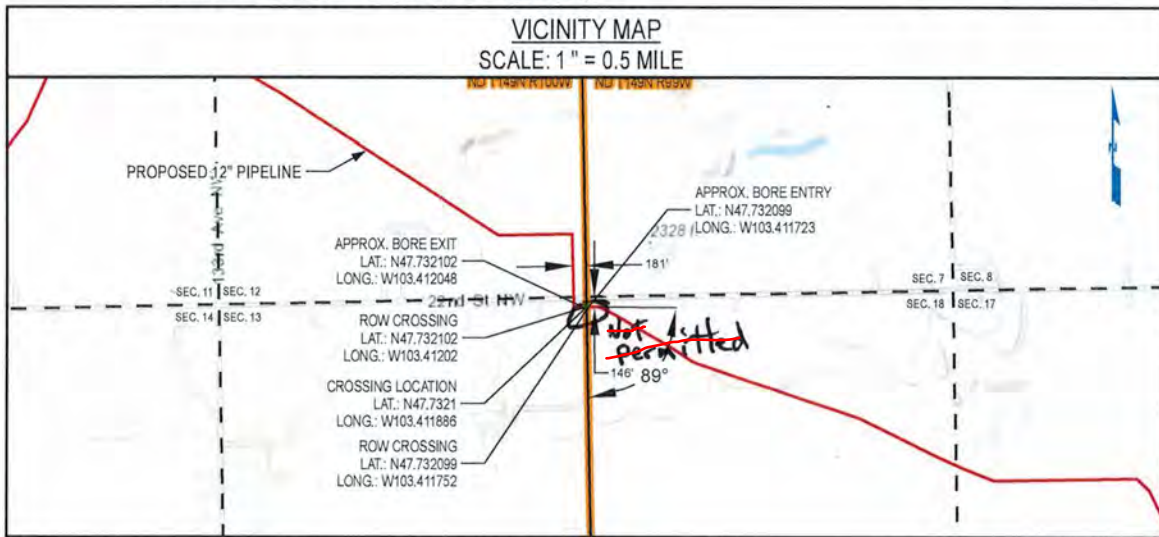 VICINITY MAP
SCALE: 1 " = 0.5 MILE
ND T149N R100W
ND T149N R99W
N
PROPOSED 12" PIPELINE
133rd Ave NW
APPROX. BORE ENTRY
LAT.: N47.732099
LONG.: W103.411723
2328 f
181'
APPROX. BORE EXIT
LAT.: N47.732102
LONG.: W103.412048
SEC. 11
SEC. 12
SEC. 7
SEC. 8
22nd St NW
SEC. 14
SEC. 13
SEC. 18
SEC. 17
ROW CROSSING
LAT.: N47.732102
LONG.: W103.41202
Not
permitted
146'
89°
CROSSING LOCATION
LAT.: N47.7321
LONG.: W103.411886
ROW CROSSING
LAT.: N47.732099
LONG.: W103.411752